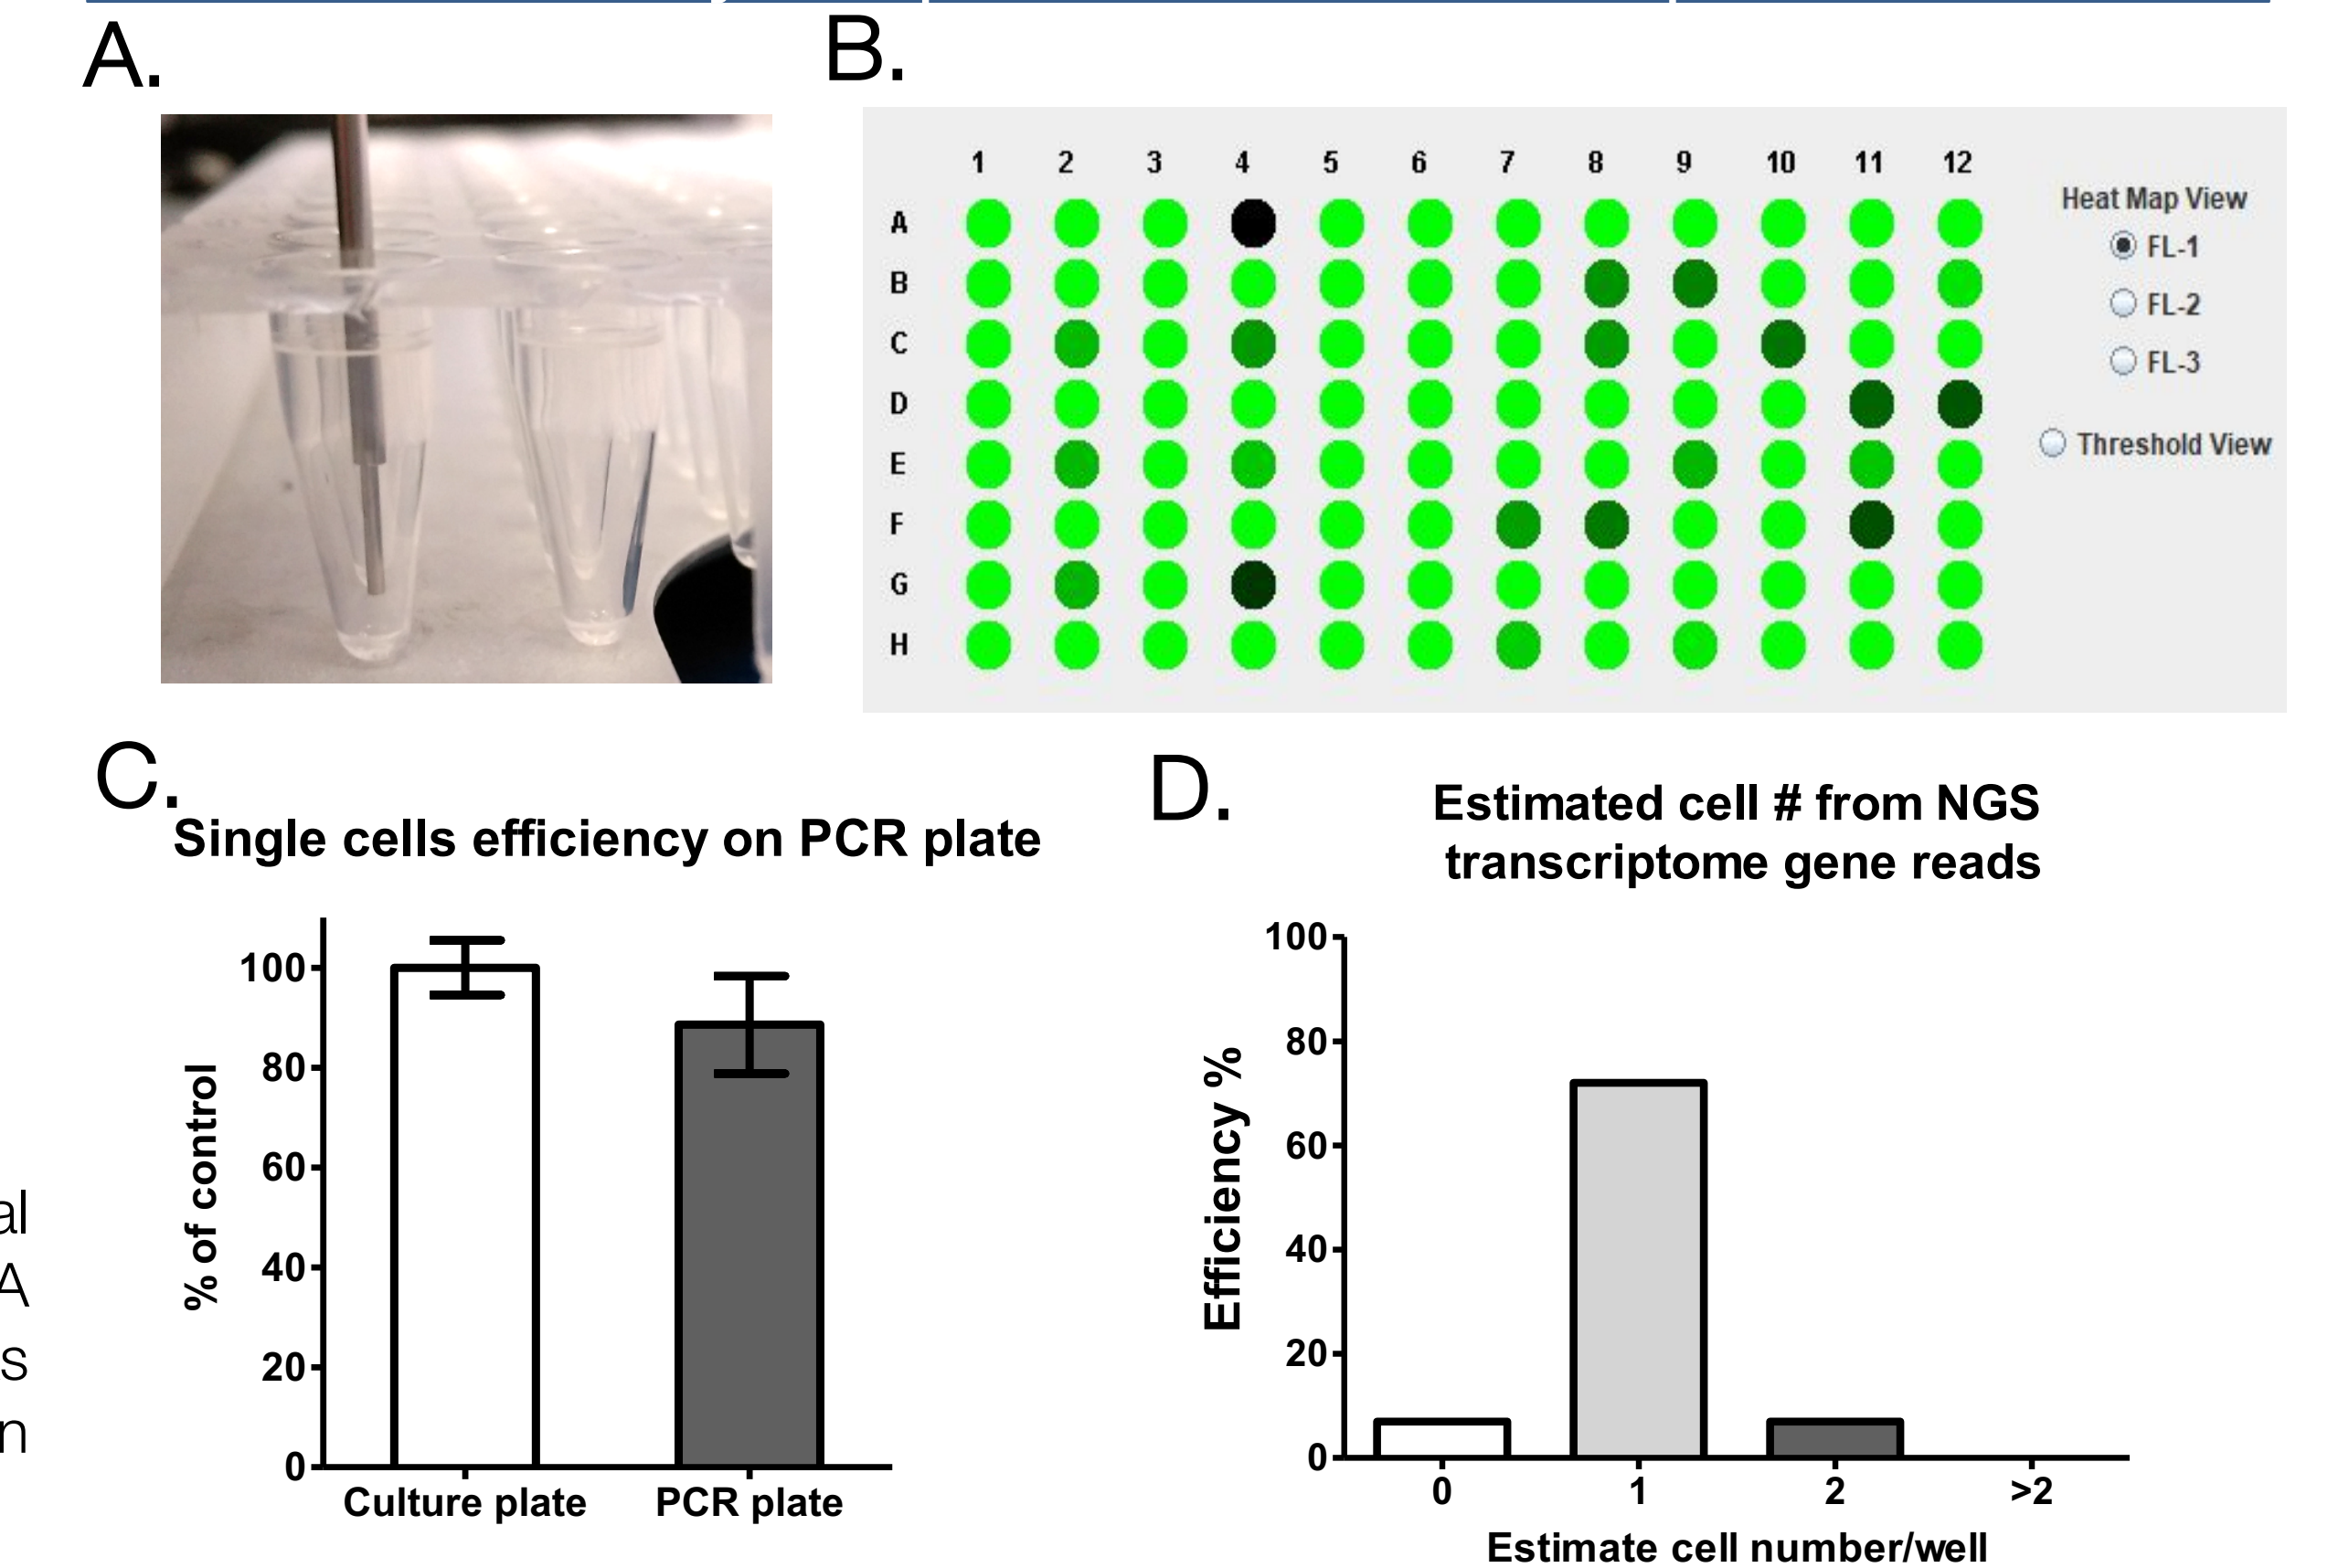 A.
B.
1 2 3 4 5 6 7 8 9 10 11 12
A
B
C
D
E
F
G
H
Heat Map View
FL-1
FL-2
FL-3
Threshold View
C.
Single cells efficiency on PCR plate
% of control
100
80
60
40
20
0
Culture plate PCR plate
D.
Estimated cell # from NGS
transcriptome gene reads
Efficiency %
100
80
60
40
20
0
0 1 2 >2
Estimate cell number/well
al
A
s
n